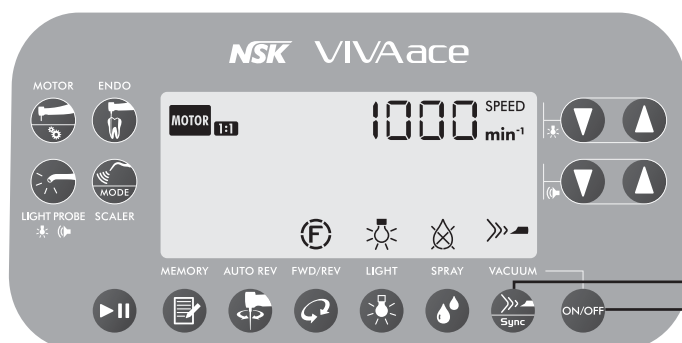 NSK VIVAace
MOTOR ENDO
MOTOR 1:1 1000 SPEED
min-1
MODE
LIGHT PROBE SCALER
F
MEMORY AUTO REV FWD/REV LIGHT SPRAY VACUUM
Sync ON/OFF